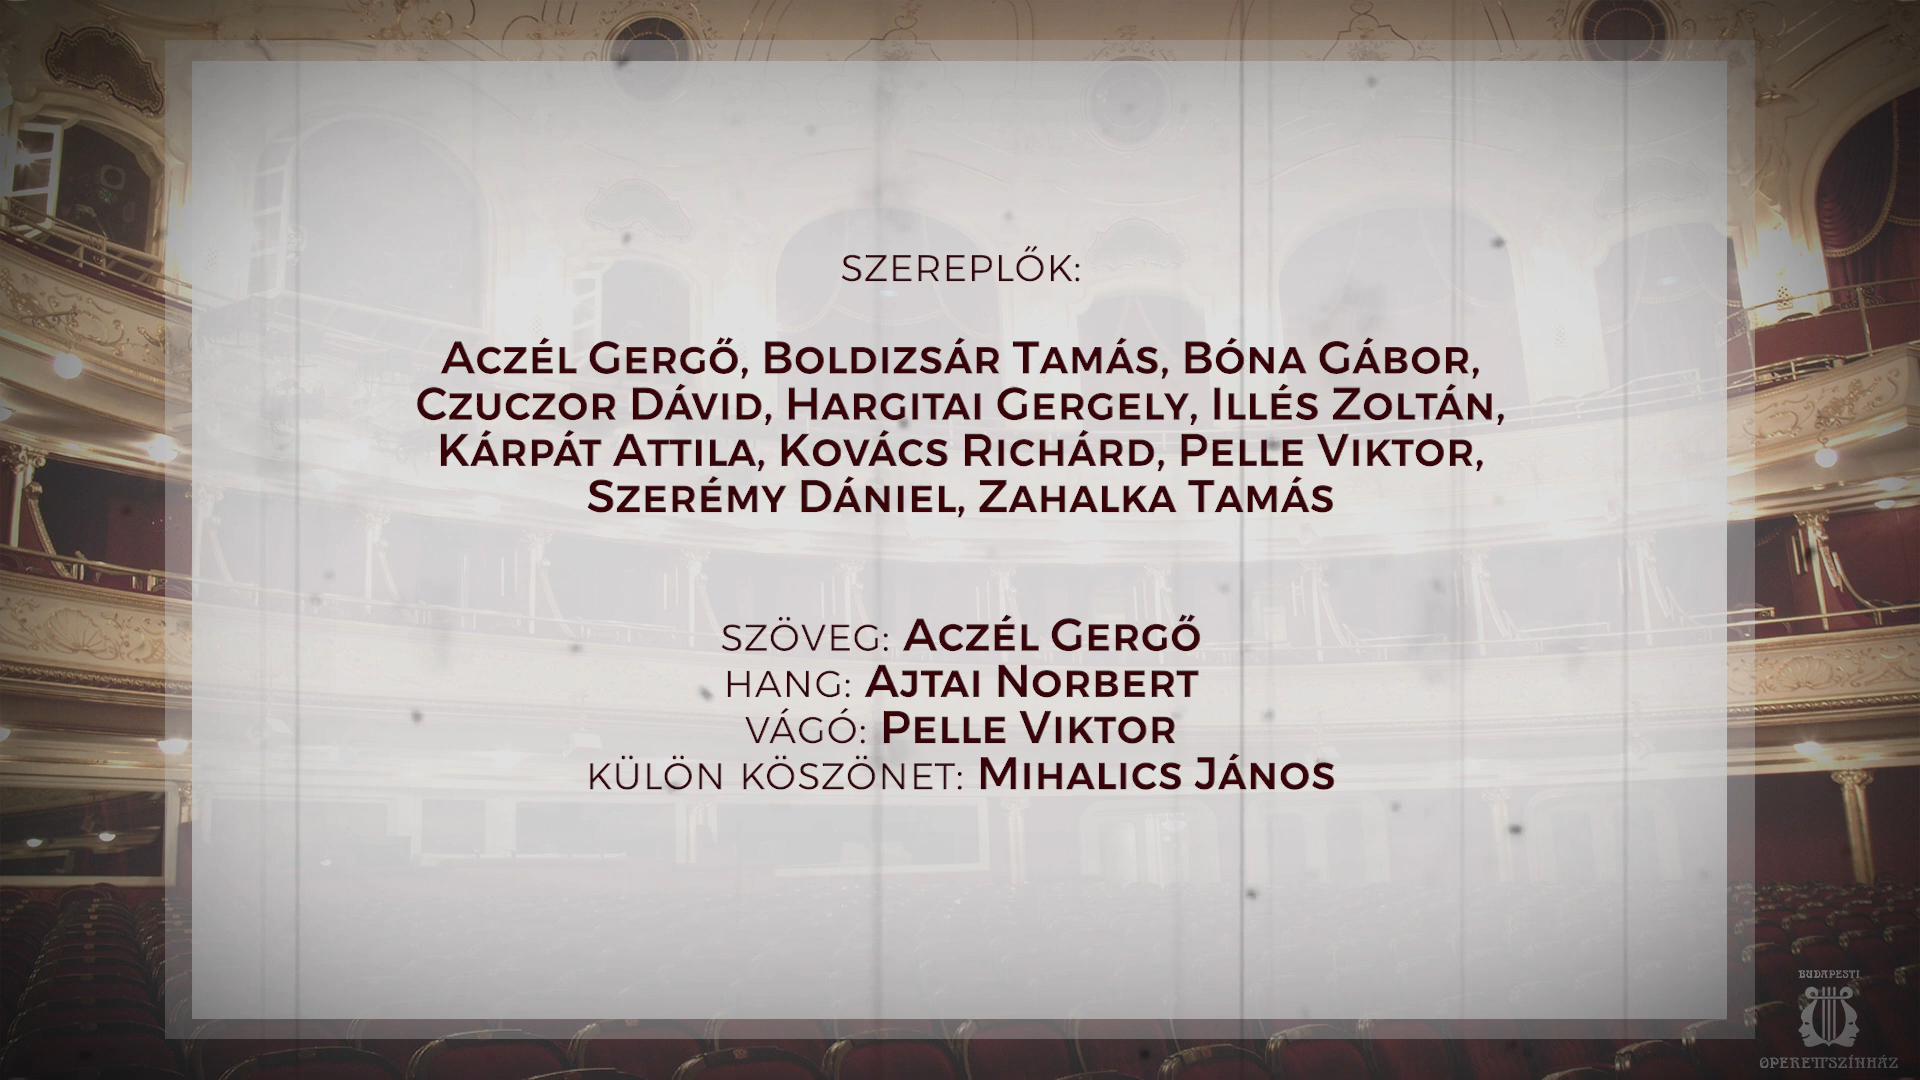 SZEREPLŐK:
ACZÉL GERGŐ, BOLDIZSÁR TAMÁS, BÓNA GÁBOR,
CZUCZOR DÁVID, HARGITAI GERGELY, ILLÉS ZOLTÁN,
KÁRPÁT ATTILA, KOVÁCS RICHÁRD, PELLE VIKTOR,
SZERÉMY DÁNIEL, ZAHALKA TAMÁS
SZÖVEG: ACZÉL GERGŐ
HANG: AJTAI NORBERT
VÁGÓ: PELLE VIKTOR
KÜLÖN KÖSZÖNET: MIHALICS JÁNOS
BUDAPESTI
OPERETTSZÍNHÁZ